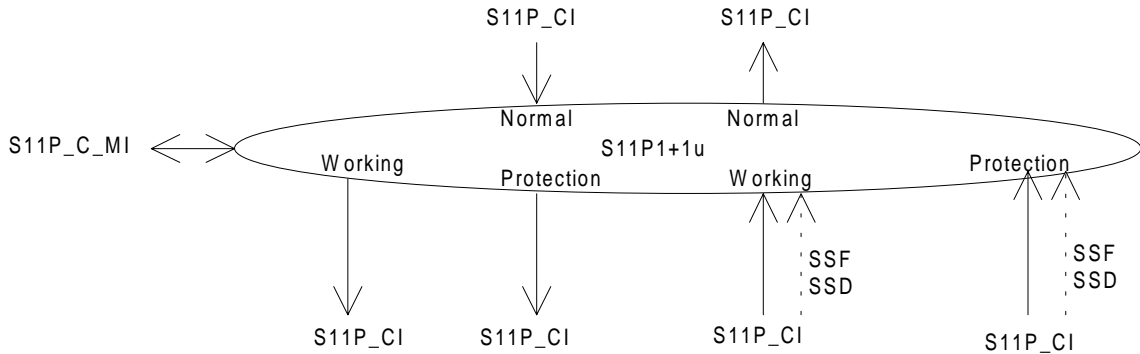 S11P_CI
S11P_CI
Normal
Normal
S11P_C_MI
S11P1+1u
Working
Protection
Working
Protection
SSF
SSD
SSF
SSD
S11P_CI
S11P_CI
S11P_CI
S11P_CI